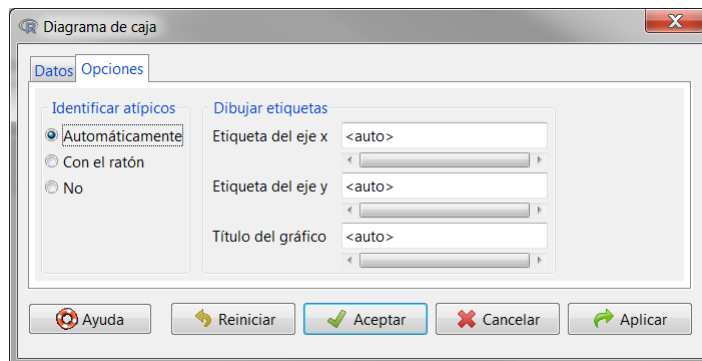 Diagrama de caja
Datos Opciones
Identificar atípicos
Automáticamente
Con el ratón
No
Dibujar etiquetas
Etiqueta del eje x <auto>
Etiqueta del eje y <auto>
Título del gráfico <auto>
Ayuda Reiniciar Aceptar Cancelar Aplicar